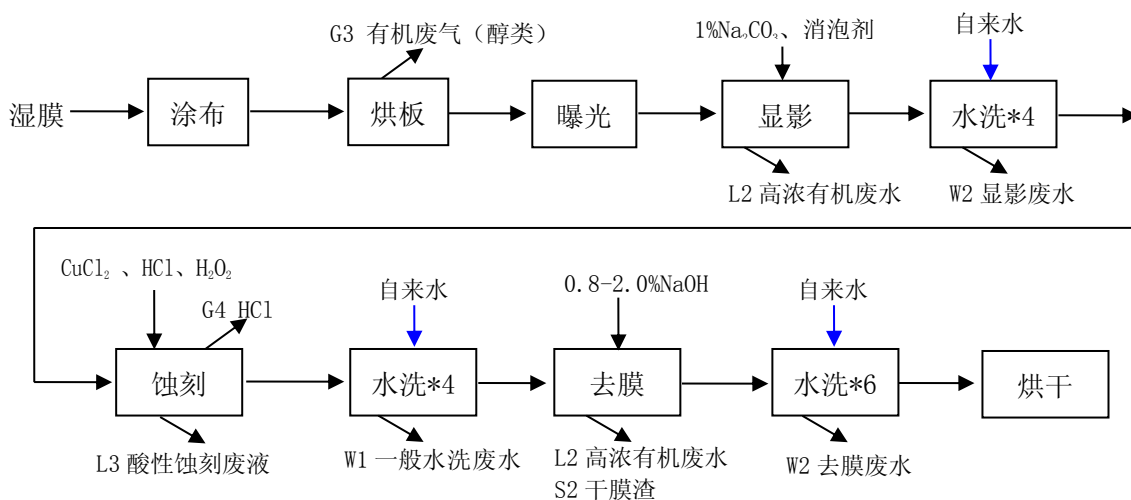 G3 有机废气（醇类）
1%Na₂CO₃、消泡剂
自来水
湿膜
涂布
烘板
曝光
显影
水洗*4
L2 高浓有机废水
W2 显影废水
CuCl₂ 、HCl、H₂O₂
G4 HCl
自来水
0.8-2.0%NaOH
自来水
蚀刻
水洗*4
去膜
水洗*6
烘干
L3 酸性蚀刻废液
W1 一般水洗废水
L2 高浓有机废水
S2 干膜渣
W2 去膜废水